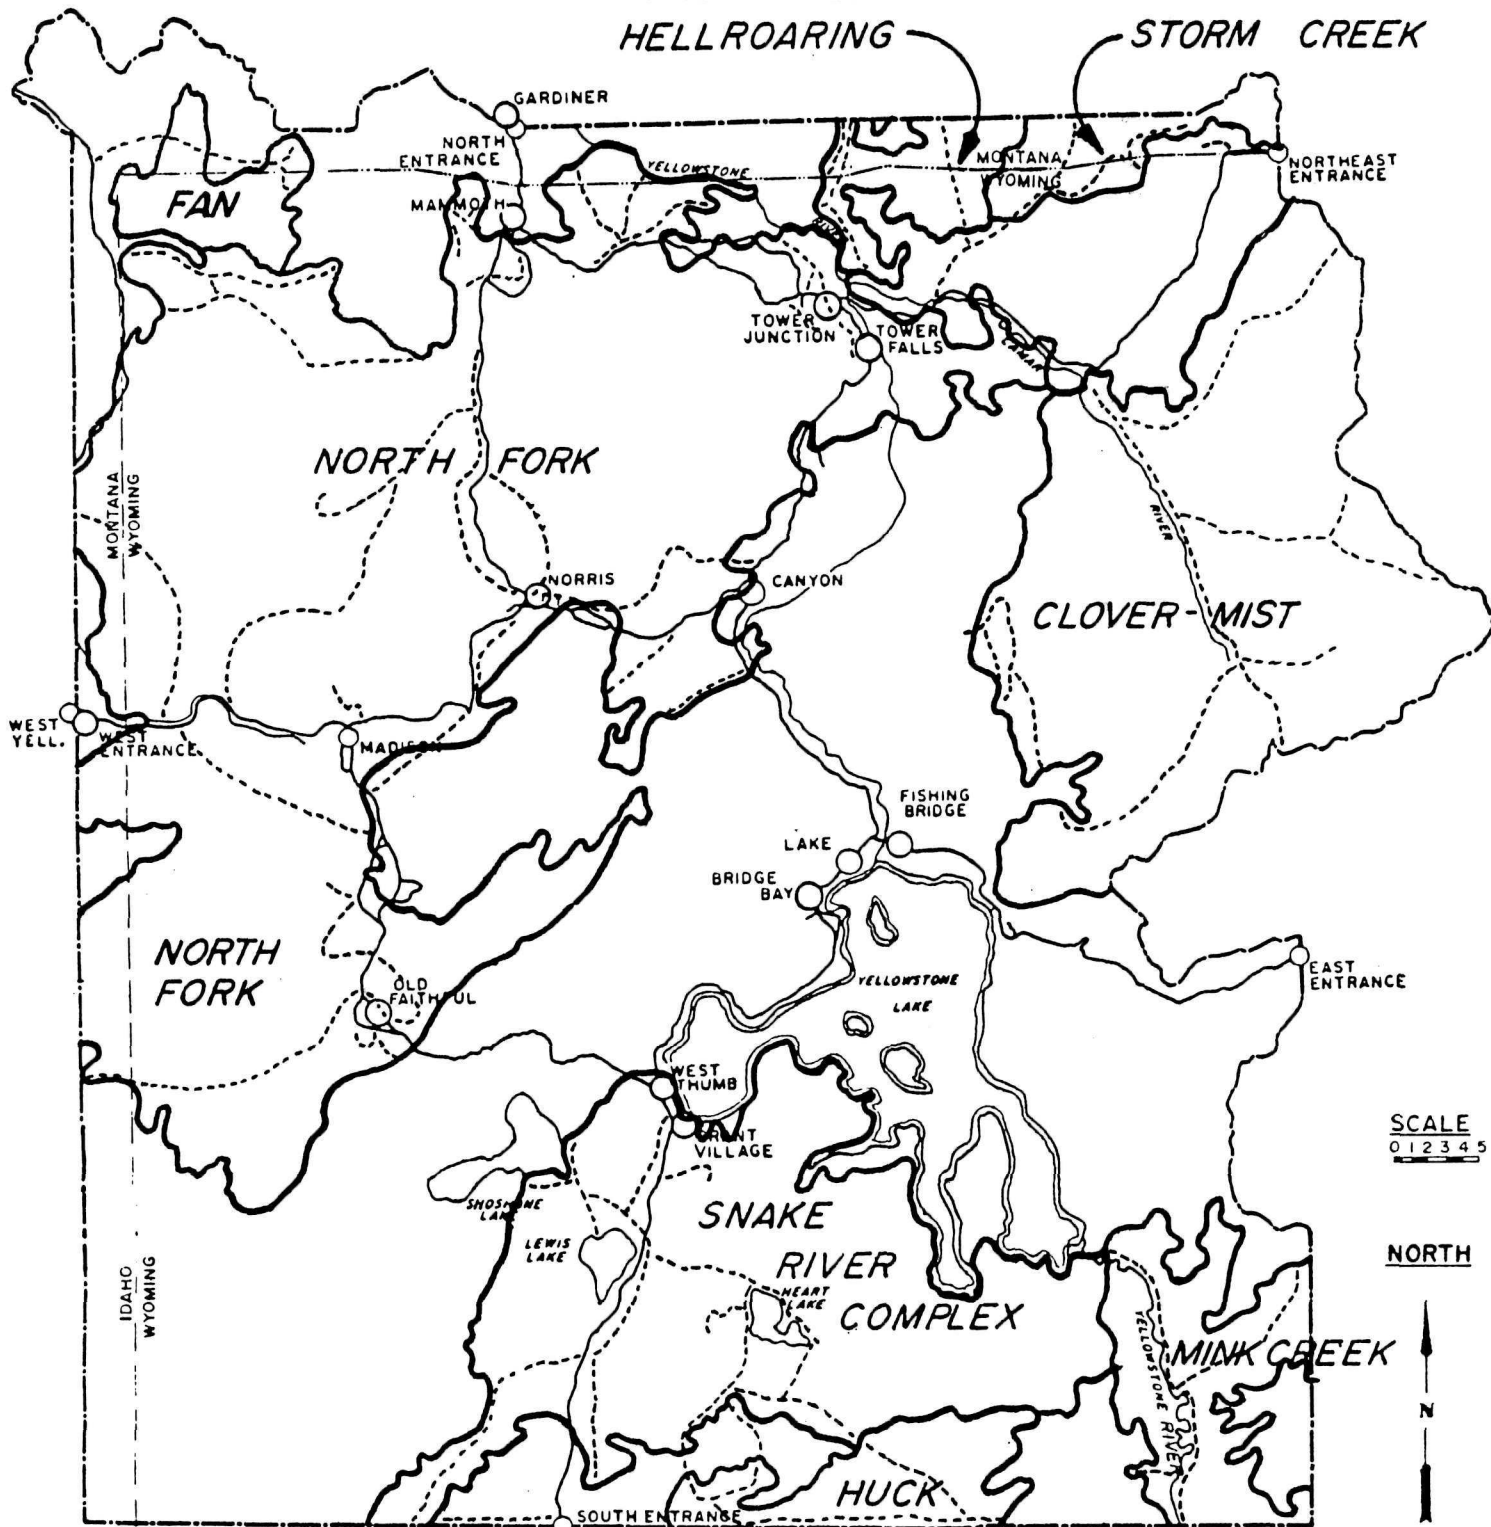 HELLROARING
STORM CREEK
GARDINER
NORTH
ENTRANCE
YELLOWSTONE
MONTANA
WYOMING
NORTHEAST
ENTRANCE
FAN
MAMMOTH
RIVER
TOWER
JUNCTION
TOWER
FALLS
LAMAR
NORTH FORK
MONTANA
WYOMING
RIVER
NORRIS
CANYON
CLOVER-MIST
WEST
YELL.
WEST
ENTRANCE
MADISON
FISHING
BRIDGE
LAKE
BRIDGE
BAY
NORTH
FORK
OLD
FAITHFUL
YELLOWSTONE
LAKE
EAST
ENTRANCE
WEST
THUMB
GRANT
VILLAGE
SCALE
0 1 2 3 4 5
SHOSHONE
LAKE
SNAKE
RIVER
COMPLEX
LEWIS
LAKE
HEART
LAKE
NORTH
IDAHO
WYOMING
YELLOWSTONE RIVER
MINK CREEK
N
HUCK
SOUTH ENTRANCE